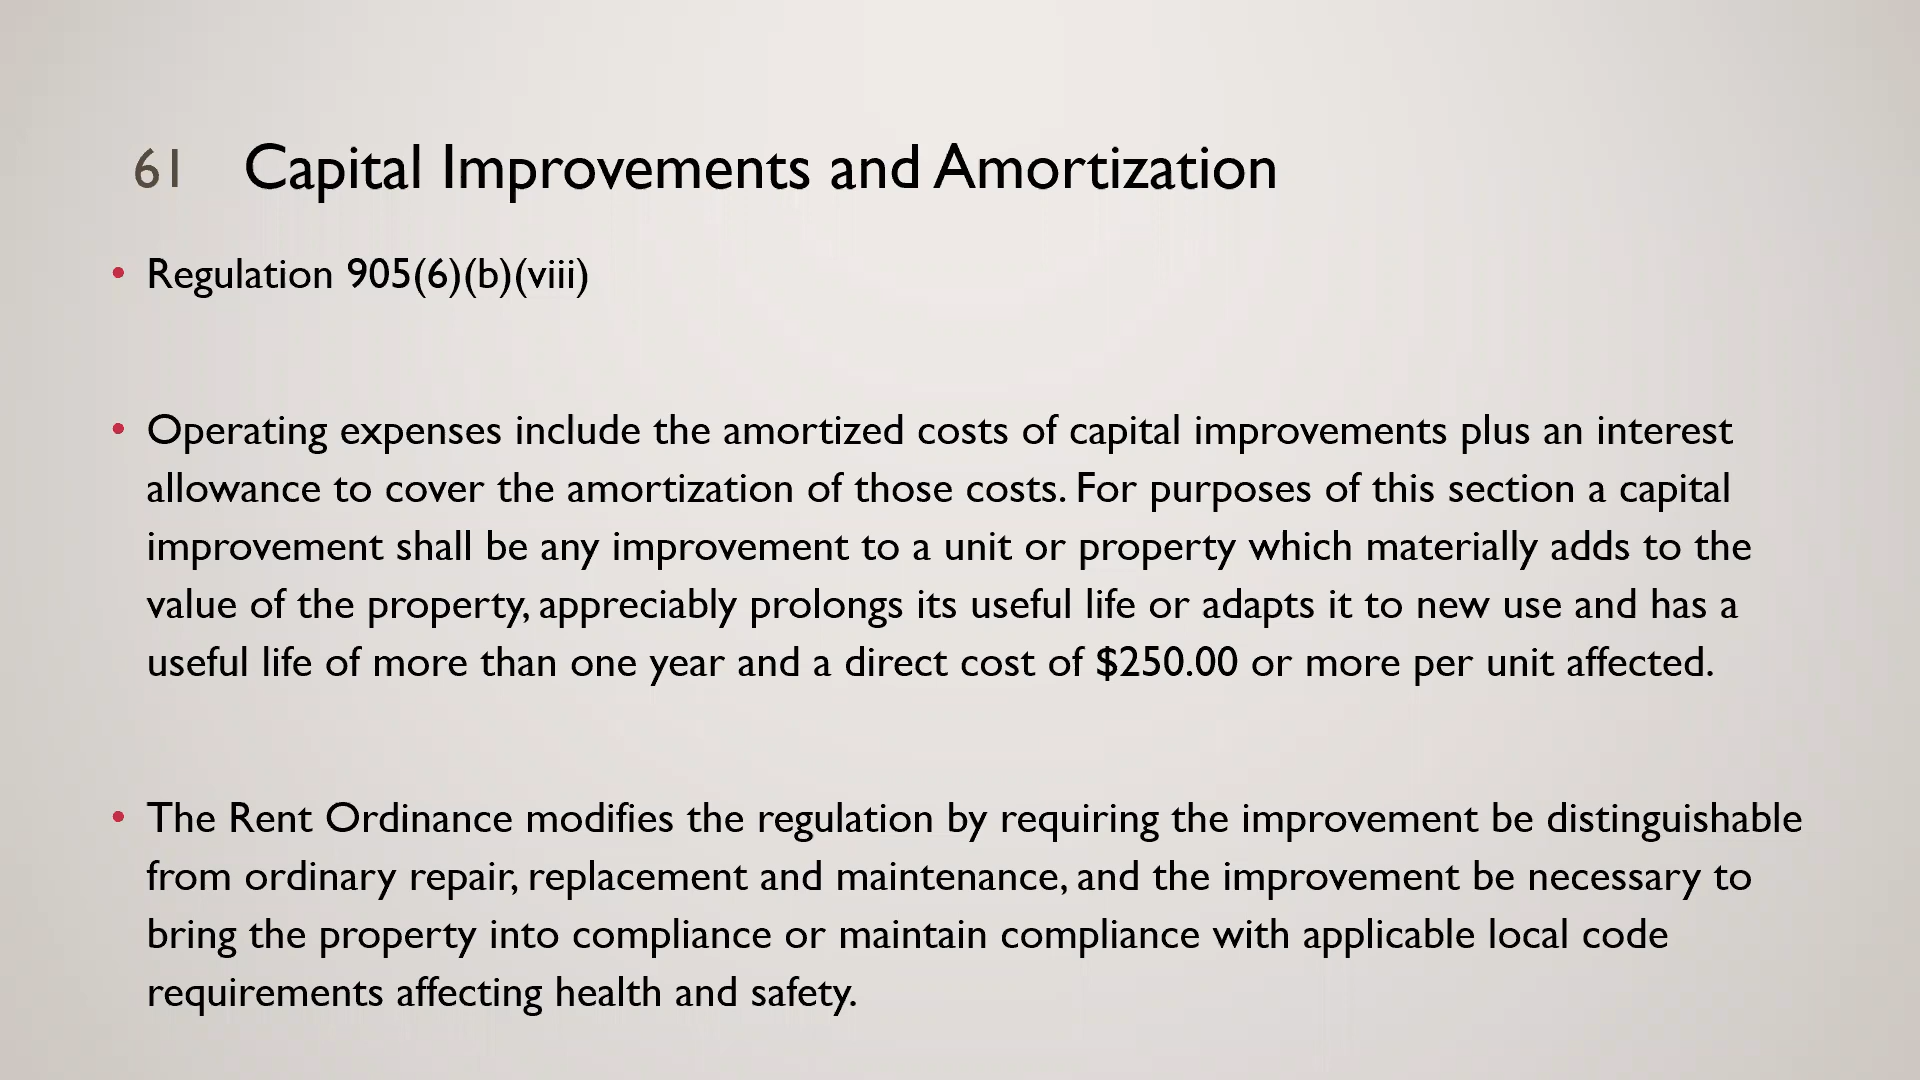 61 Capital Improvements and Amortization
• Regulation 905(6)(b)(viii)
• Operating expenses include the amortized costs of capital improvements plus an interest
allowance to cover the amortization of those costs. For purposes of this section a capital
improvement shall be any improvement to a unit or property which materially adds to the
value of the property, appreciably prolongs its useful life or adapts it to new use and has a
useful life of more than one year and a direct cost of $250.00 or more per unit affected.
• The Rent Ordinance modifies the regulation by requiring the improvement be distinguishable
from ordinary repair, replacement and maintenance, and the improvement be necessary to
bring the property into compliance or maintain compliance with applicable local code
requirements affecting health and safety.